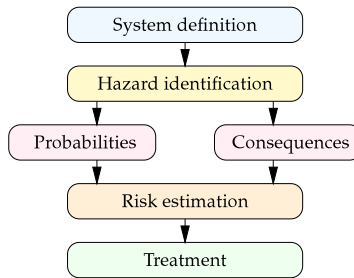 System definition
Hazard identification
Probabilities
Consequences
Risk estimation
Treatment